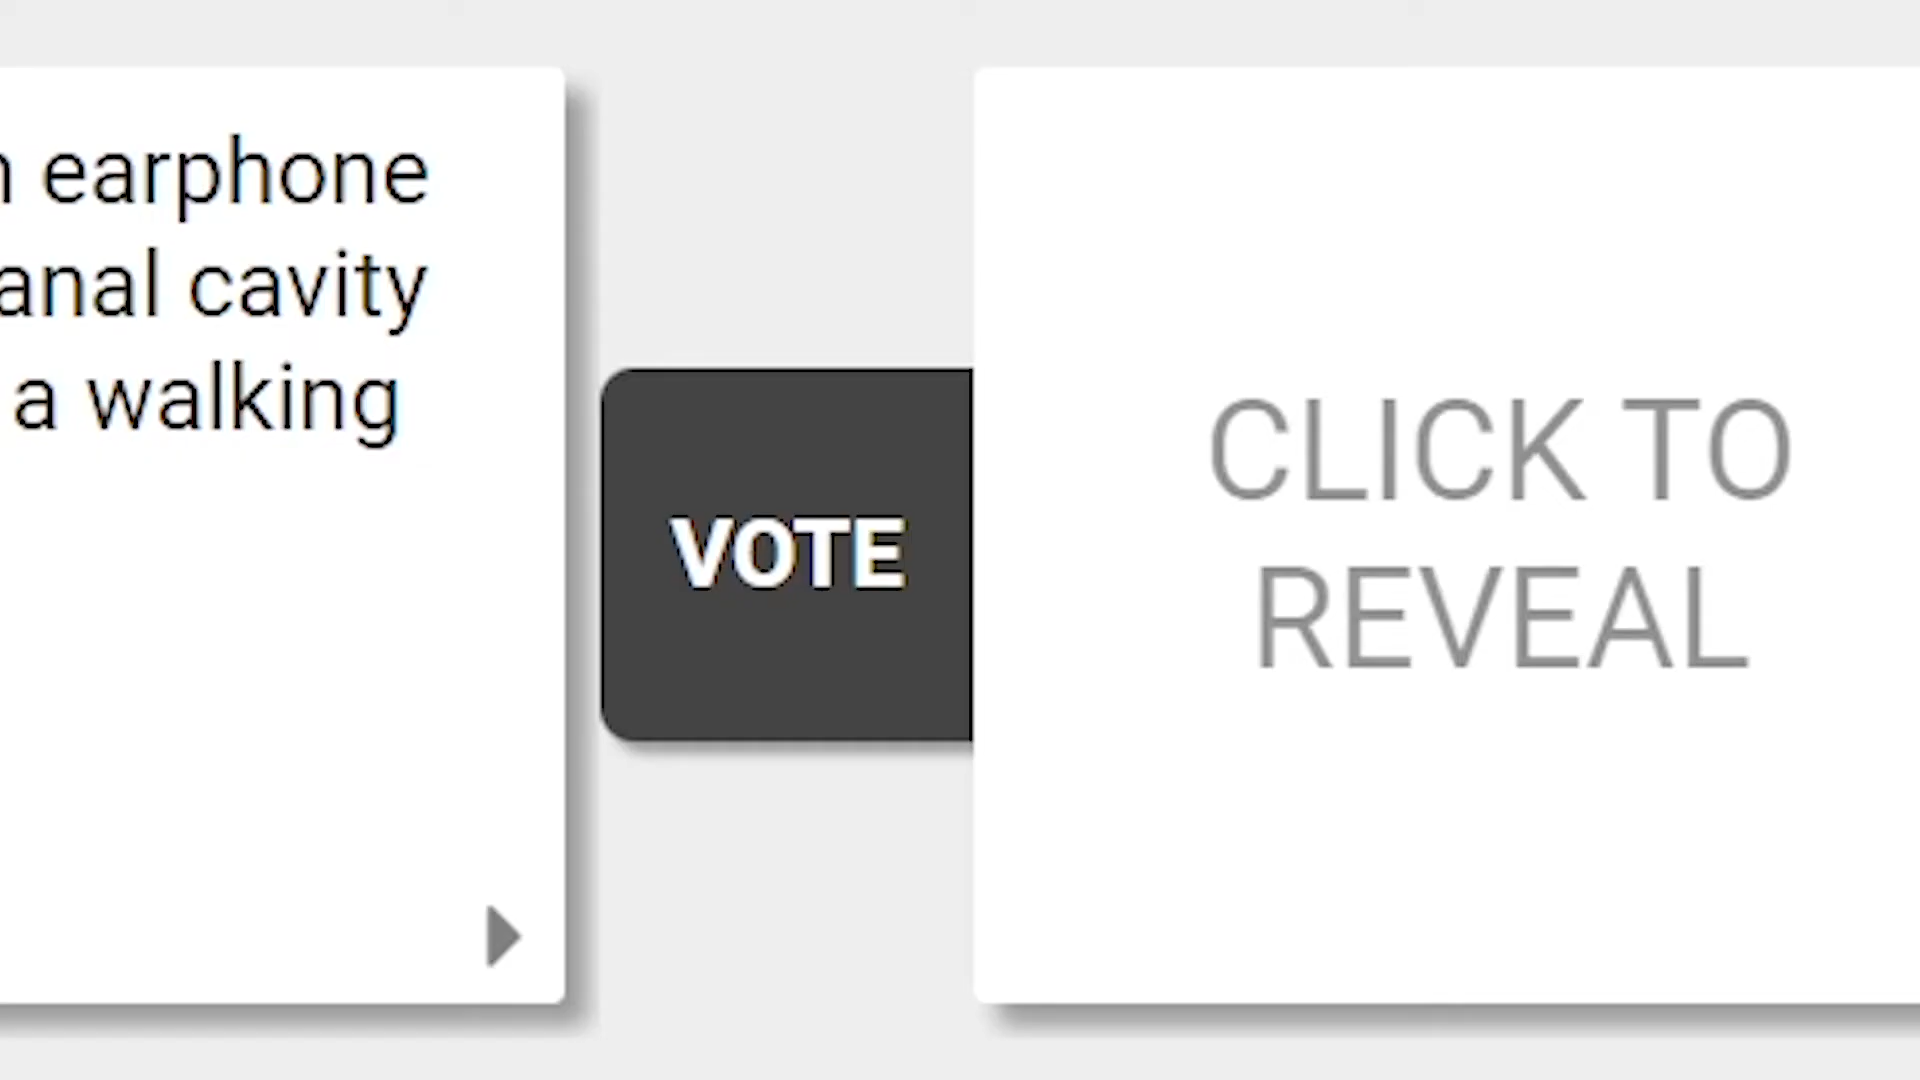 earphone
anal cavity
a walking
VOTE
CLICK TO
REVEAL